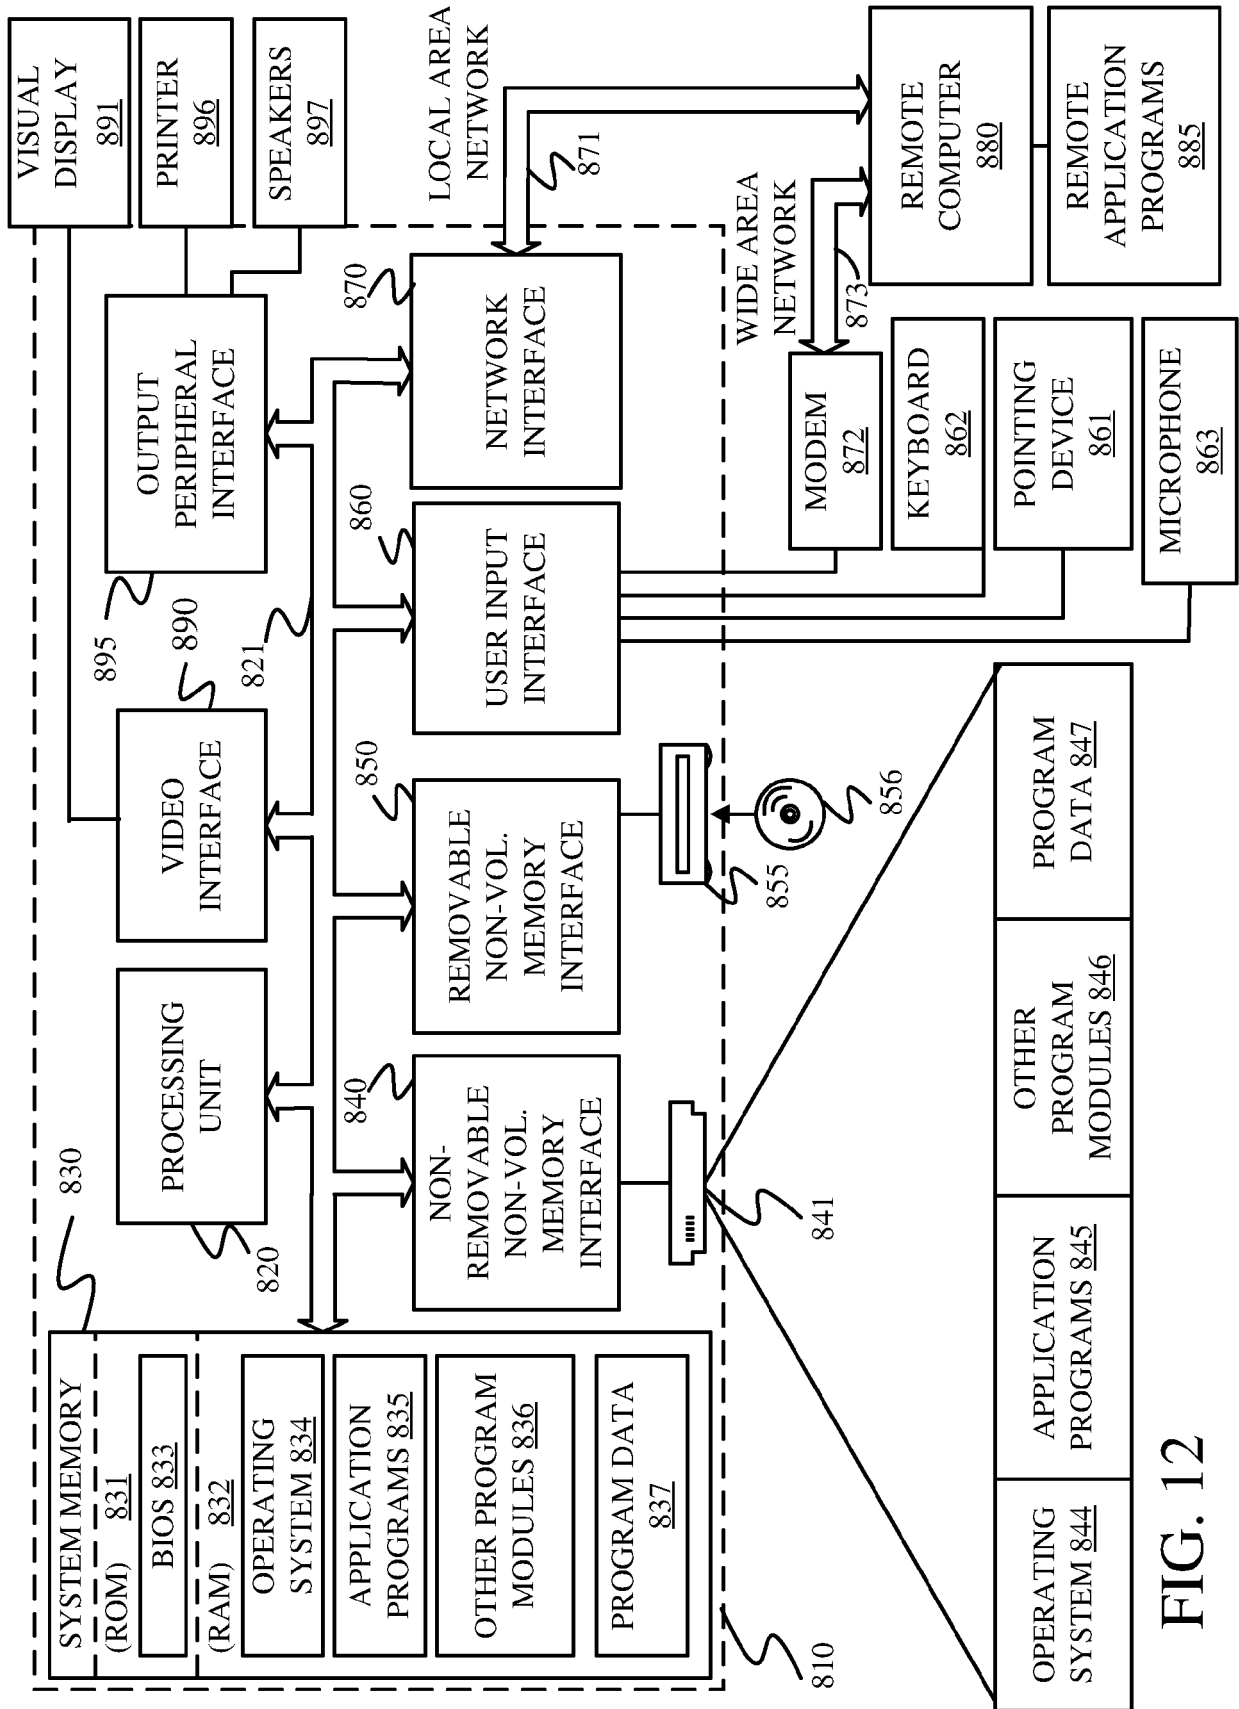 SYSTEM MEMORY
(ROM) 831
BIOS 833
(RAM) 832
OPERATING
SYSTEM 834
APPLICATION
PROGRAMS 835
OTHER PROGRAM
MODULES 836
PROGRAM DATA
837
830
810
PROCESSING
UNIT
820
VIDEO
INTERFACE
890
OUTPUT
PERIPHERAL
INTERFACE
895
821
VISUAL
DISPLAY
891
PRINTER
896
SPEAKERS
897
NON-
REMOVABLE
NON-VOL.
MEMORY
INTERFACE
840
REMOVABLE
NON-VOL.
MEMORY
INTERFACE
850
USER INPUT
INTERFACE
860
NETWORK
INTERFACE
870
LOCAL AREA
NETWORK
871
WIDE AREA
NETWORK
873
841
855
856
MODEM
872
KEYBOARD
862
POINTING
DEVICE
861
MICROPHONE
863
REMOTE
COMPUTER
880
REMOTE
APPLICATION
PROGRAMS
885
OPERATING
SYSTEM 844
APPLICATION
PROGRAMS 845
OTHER
PROGRAM
MODULES 846
PROGRAM
DATA 847
FIG. 12